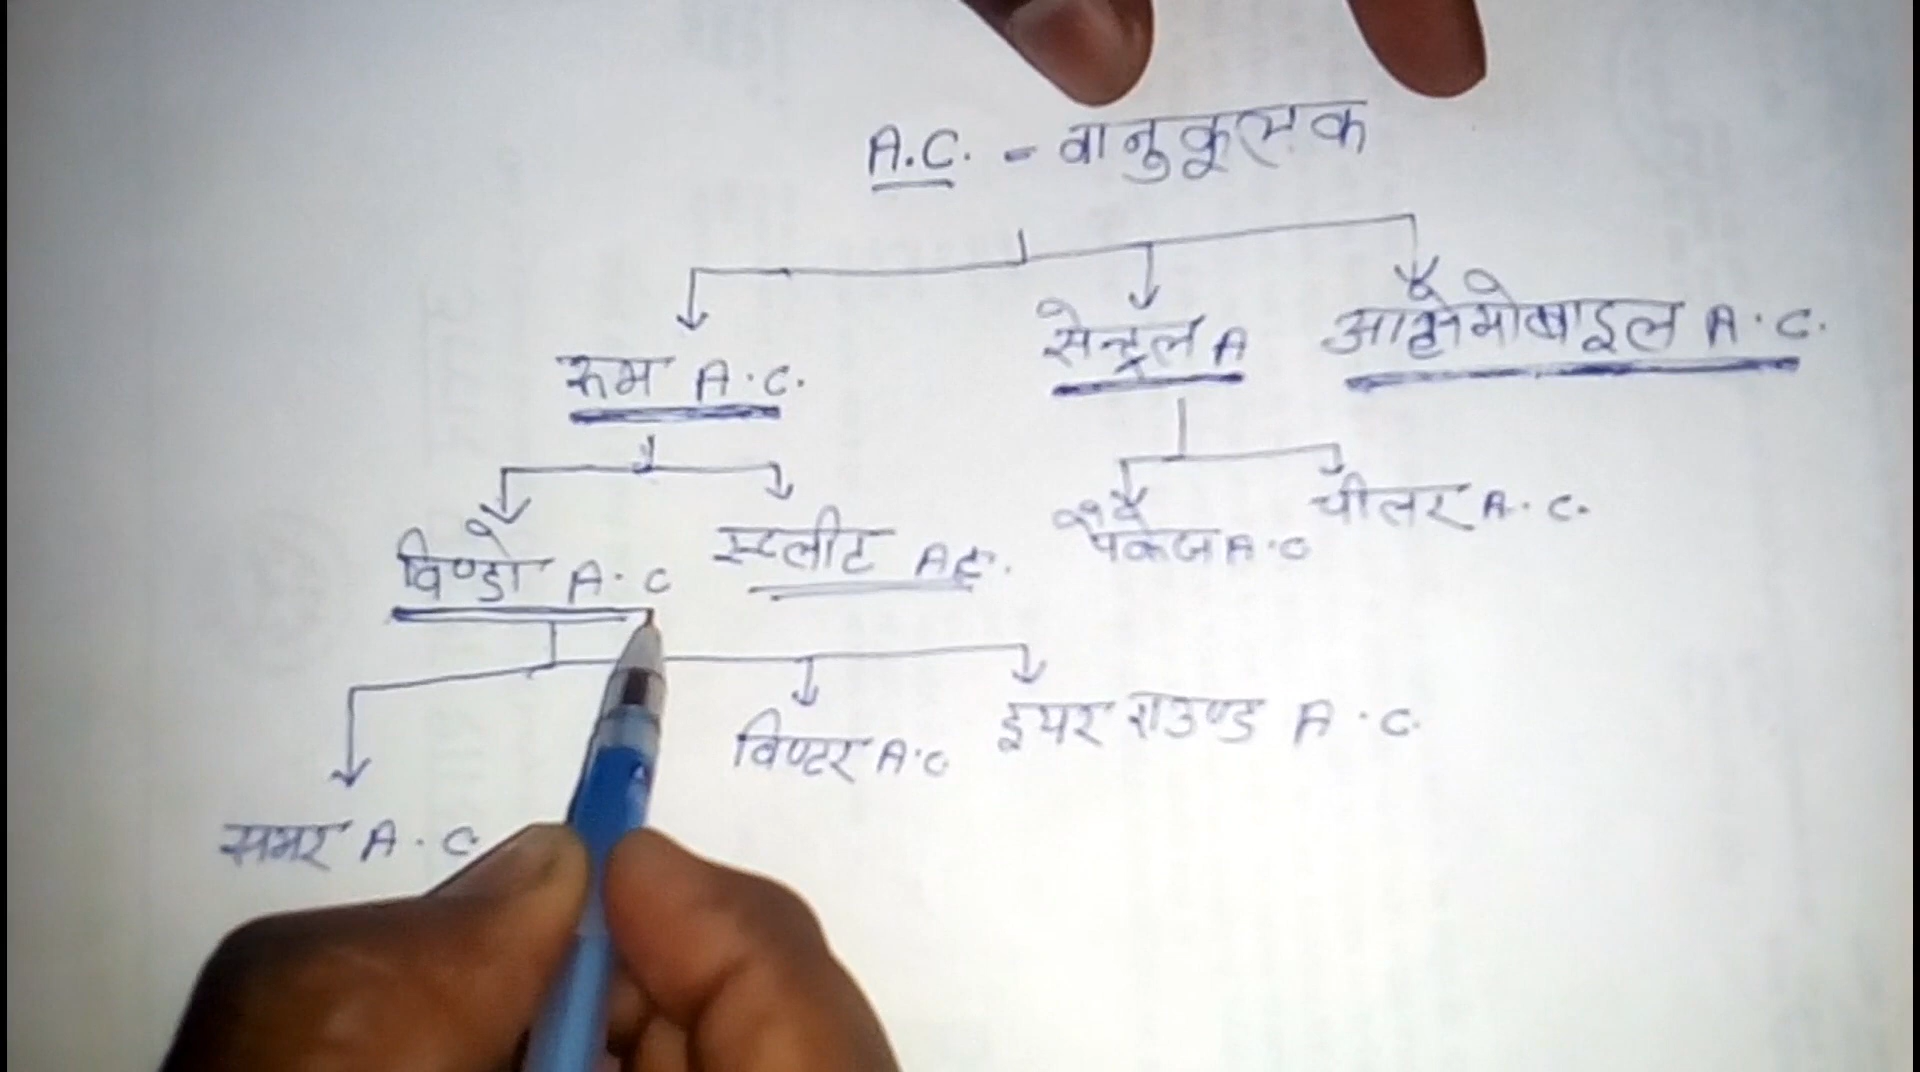 A.C. - वानुकूलक
रूम A.C.
सेन्ट्रल A
आटोमोबाइल A.C.
विण्डो A.C
स्प्लीट A.C.
पैकेज A.C
चीलर A.C.
समर A.C.
विण्टर A.C
इयर राउण्ड A.C.